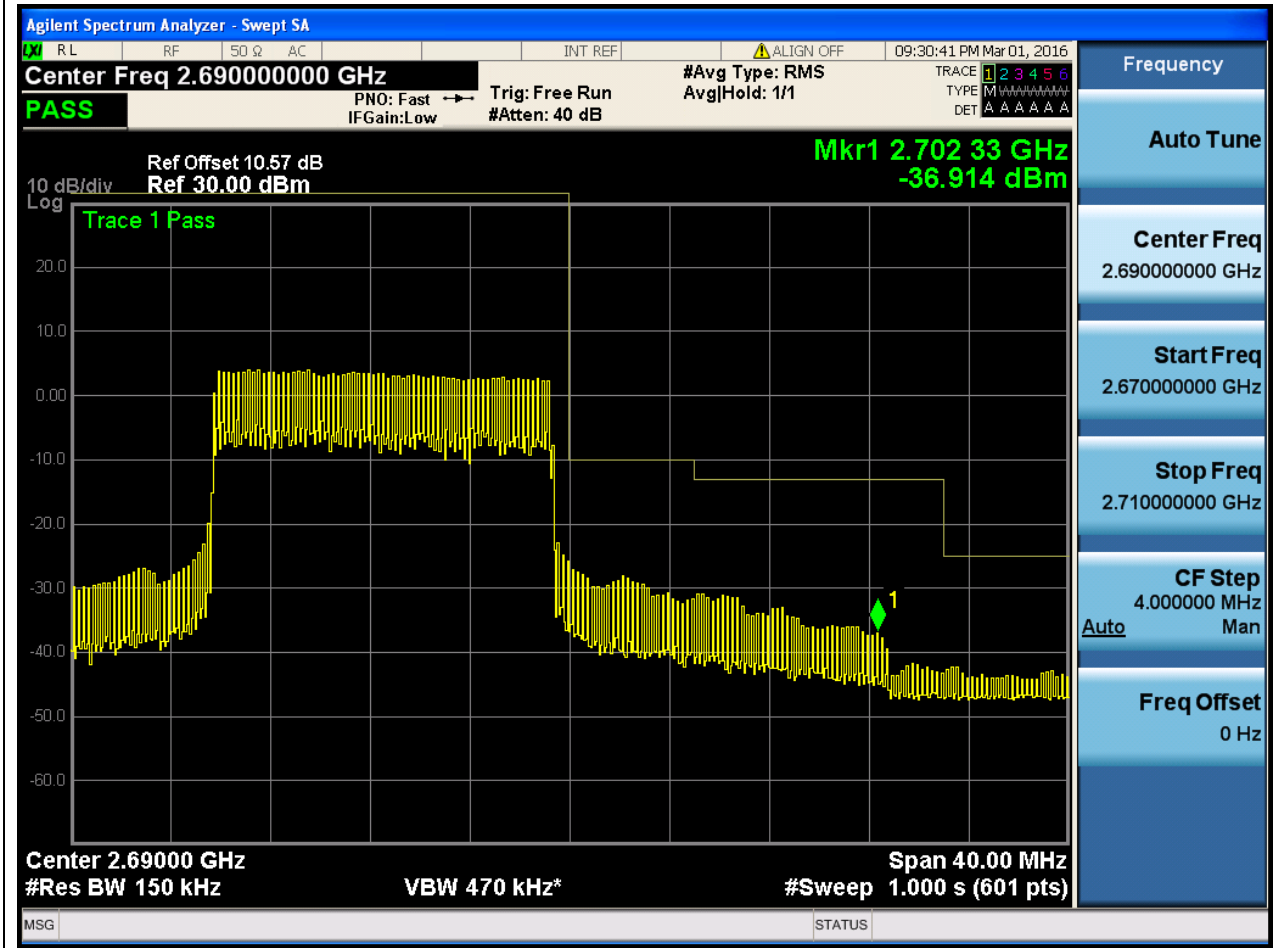 Agilent Spectrum Analyzer - Swept SA
LXI RL RF 50 Ω AC INT REF ALIGN OFF 09:30:41 PM Mar 01, 2016
Center Freq 2.690000000 GHz
PASS
PNO: Fast
IFGain:Low
Trig: Free Run
#Atten: 40 dB
#Avg Type: RMS
Avg|Hold: 1/1
TRACE 1 2 3 4 5 6
TYPE M
DET A A A A A A
Mkr1 2.702 33 GHz
-36.914 dBm
Ref Offset 10.57 dB
10 dB/div Ref 30.00 dBm
Log
Trace 1 Pass
20.0
10.0
0.00
-10.0
-20.0
-30.0
-40.0
-50.0
-60.0
1
Center 2.69000 GHz Span 40.00 MHz
#Res BW 150 kHz VBW 470 kHz* #Sweep 1.000 s (601 pts)
MSG STATUS
Frequency
Auto Tune
Center Freq
2.690000000 GHz
Start Freq
2.670000000 GHz
Stop Freq
2.710000000 GHz
CF Step
4.000000 MHz
Auto Man
Freq Offset
0 Hz